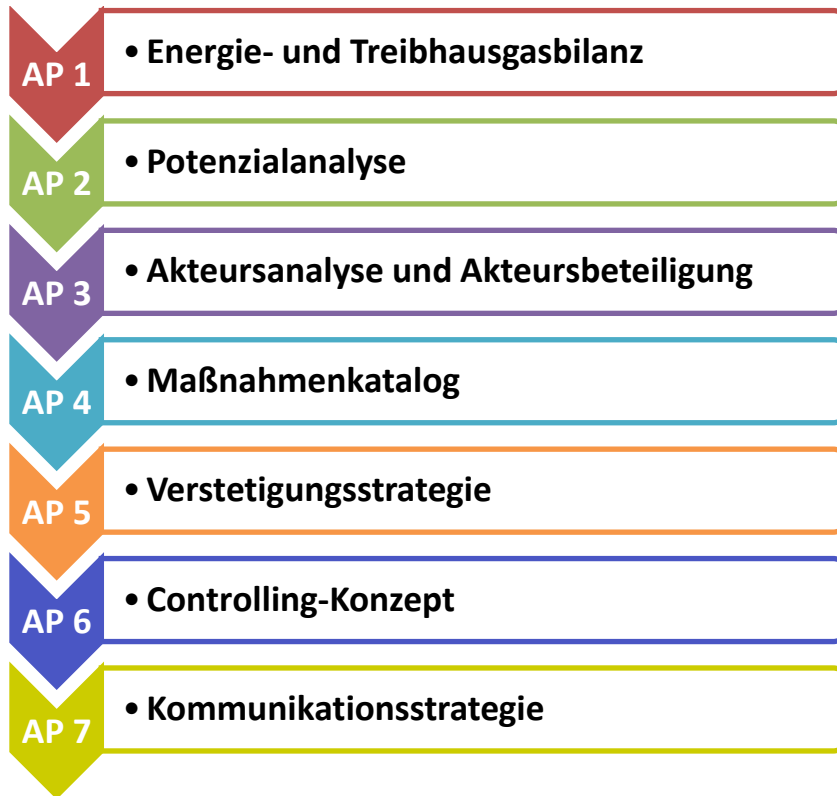 AP 1
• Energie- und Treibhausgasbilanz
AP 2
• Potenzialanalyse
AP 3
• Akteursanalyse und Akteursbeteiligung
AP 4
• Maßnahmenkatalog
AP 5
• Verstetigungsstrategie
AP 6
• Controlling-Konzept
AP 7
• Kommunikationsstrategie